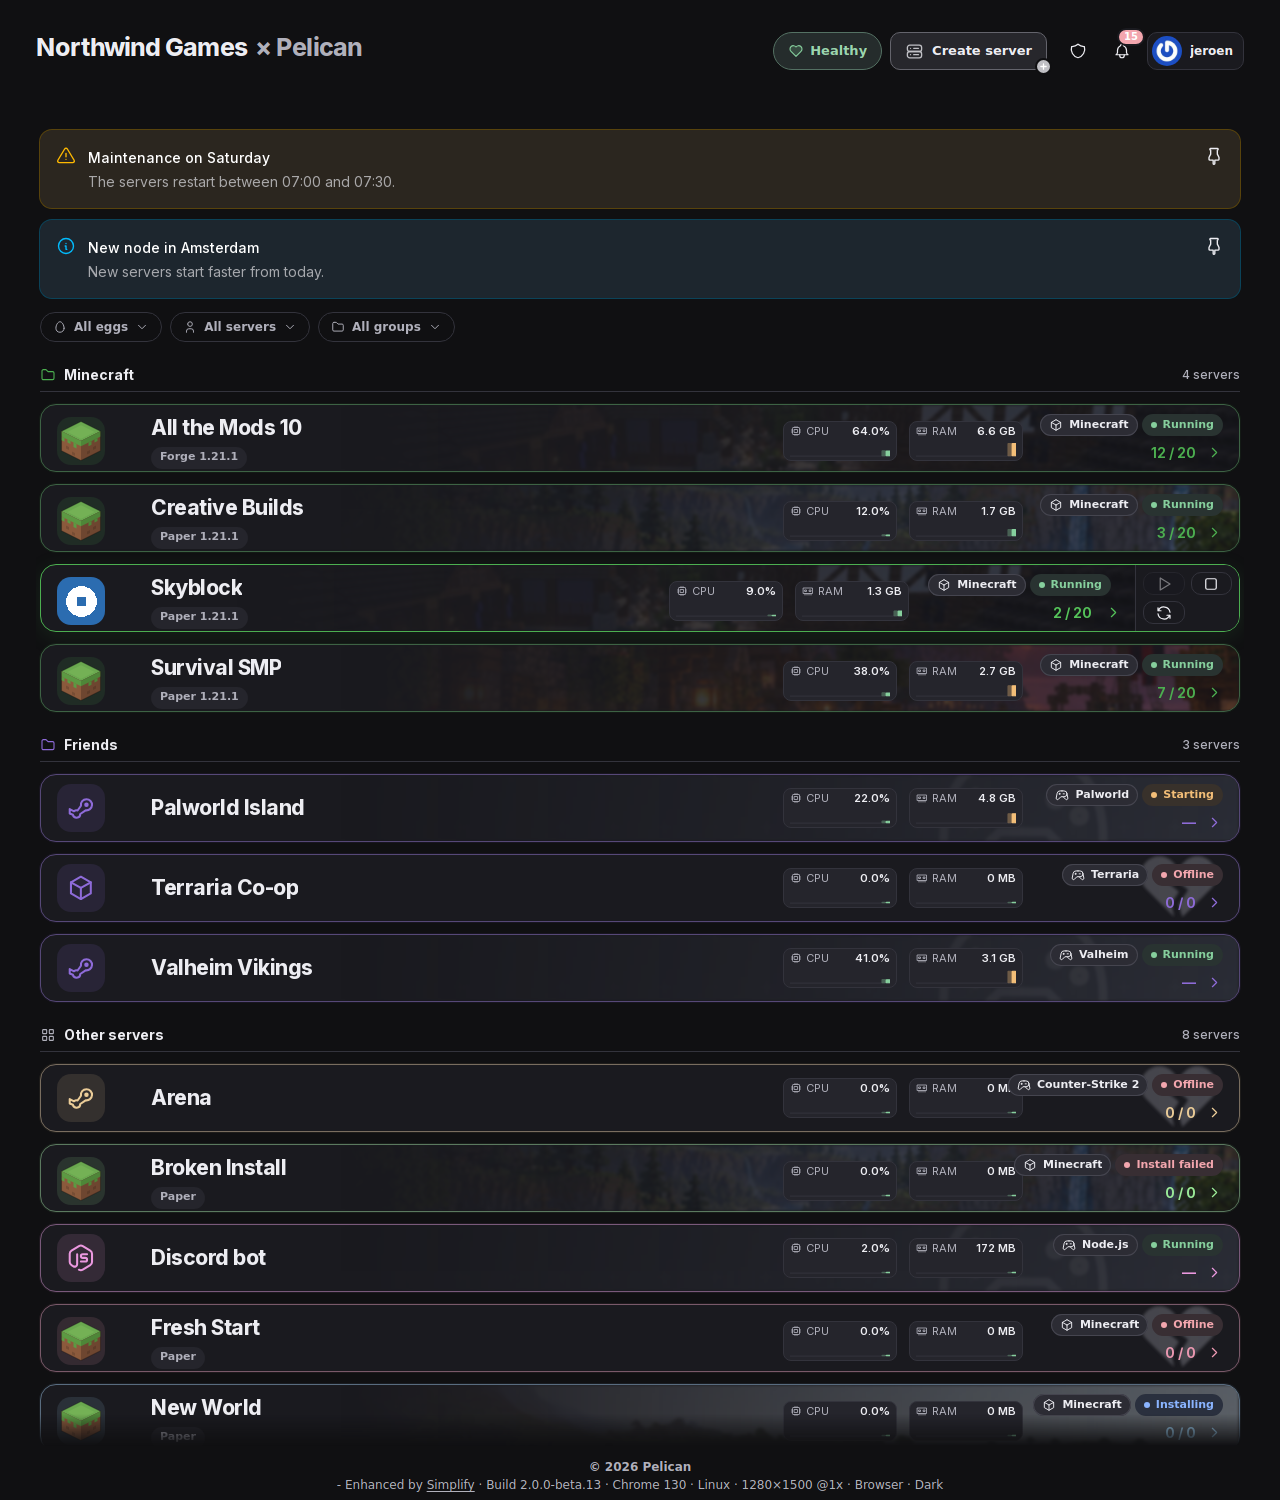 Northwind Games × Pelican
Healthy
Create server
15
jeroen
Maintenance on Saturday
The servers restart between 07:00 and 07:30.
New node in Amsterdam
New servers start faster from today.
All eggs
All servers
All groups
Minecraft
4 servers
All the Mods 10
Forge 1.21.1
CPU 64.0%
RAM 6.6 GB
Minecraft
Running
12 / 20
Creative Builds
Paper 1.21.1
CPU 12.0%
RAM 1.7 GB
Minecraft
Running
3 / 20
Skyblock
Paper 1.21.1
CPU 9.0%
RAM 1.3 GB
Minecraft
Running
2 / 20
Survival SMP
Paper 1.21.1
CPU 38.0%
RAM 2.7 GB
Minecraft
Running
7 / 20
Friends
3 servers
Palworld Island
CPU 22.0%
RAM 4.8 GB
Palworld
Starting
—
Terraria Co-op
CPU 0.0%
RAM 0 MB
Terraria
Offline
0 / 0
Valheim Vikings
CPU 41.0%
RAM 3.1 GB
Valheim
Running
—
Other servers
8 servers
Arena
CPU 0.0%
RAM 0 M
Counter-Strike 2
Offline
0 / 0
Broken Install
Paper
CPU 0.0%
RAM 0 MB
Minecraft
Install failed
0 / 0
Discord bot
JS
CPU 2.0%
RAM 172 MB
Node.js
Running
—
Fresh Start
Paper
CPU 0.0%
RAM 0 MB
Minecraft
Offline
0 / 0
New World
Paper
CPU 0.0%
RAM 0 MB
Minecraft
Installing
0 / 0
© 2026 Pelican
- Enhanced by Simplify · Build 2.0.0-beta.13 · Chrome 130 · Linux · 1280×1500 @1x · Browser · Dark